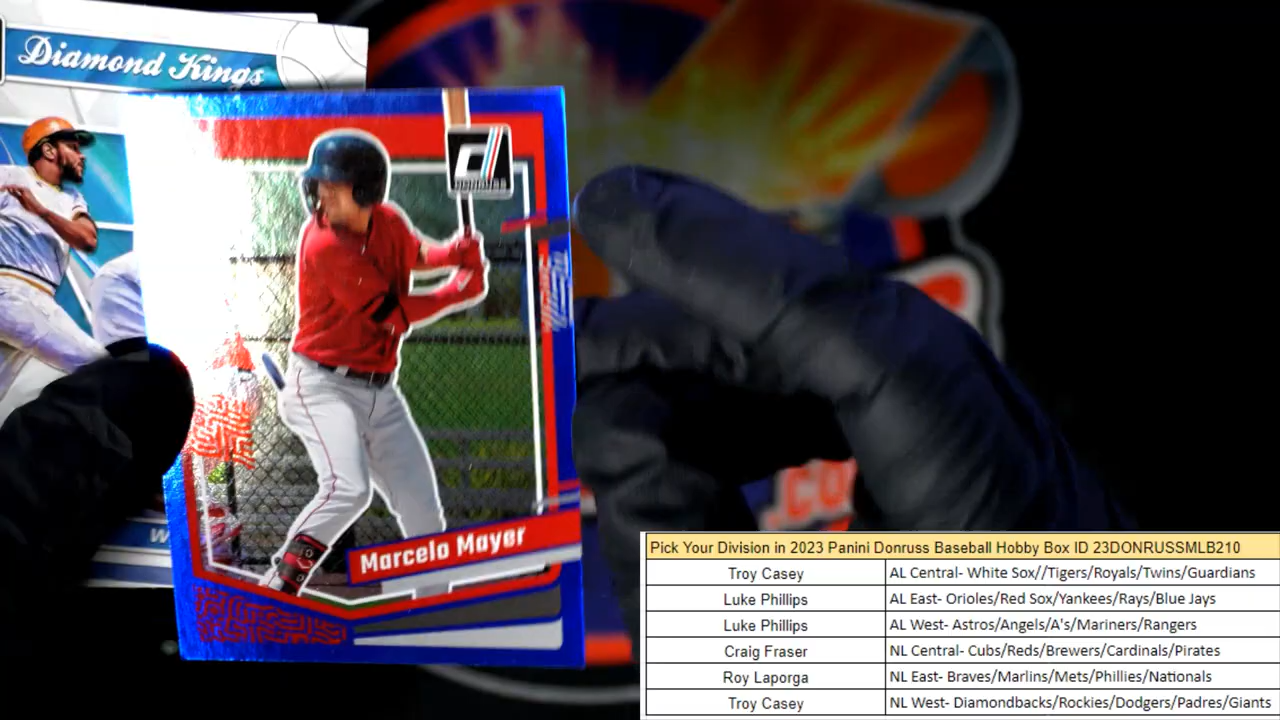 Diamond Kings
DONRUSS
Marcelo Mayer
W
.CO
Pick Your Division in 2023 Panini Donruss Baseball Hobby Box ID 23DONRUSSMLB210
Troy Casey AL Central- White Sox//Tigers/Royals/Twins/Guardians
Luke Phillips AL East- Orioles/Red Sox/Yankees/Rays/Blue Jays
Luke Phillips AL West- Astros/Angels/A's/Mariners/Rangers
Craig Fraser NL Central- Cubs/Reds/Brewers/Cardinals/Pirates
Roy Laporga NL East- Braves/Marlins/Mets/Phillies/Nationals
Troy Casey NL West- Diamondbacks/Rockies/Dodgers/Padres/Giants